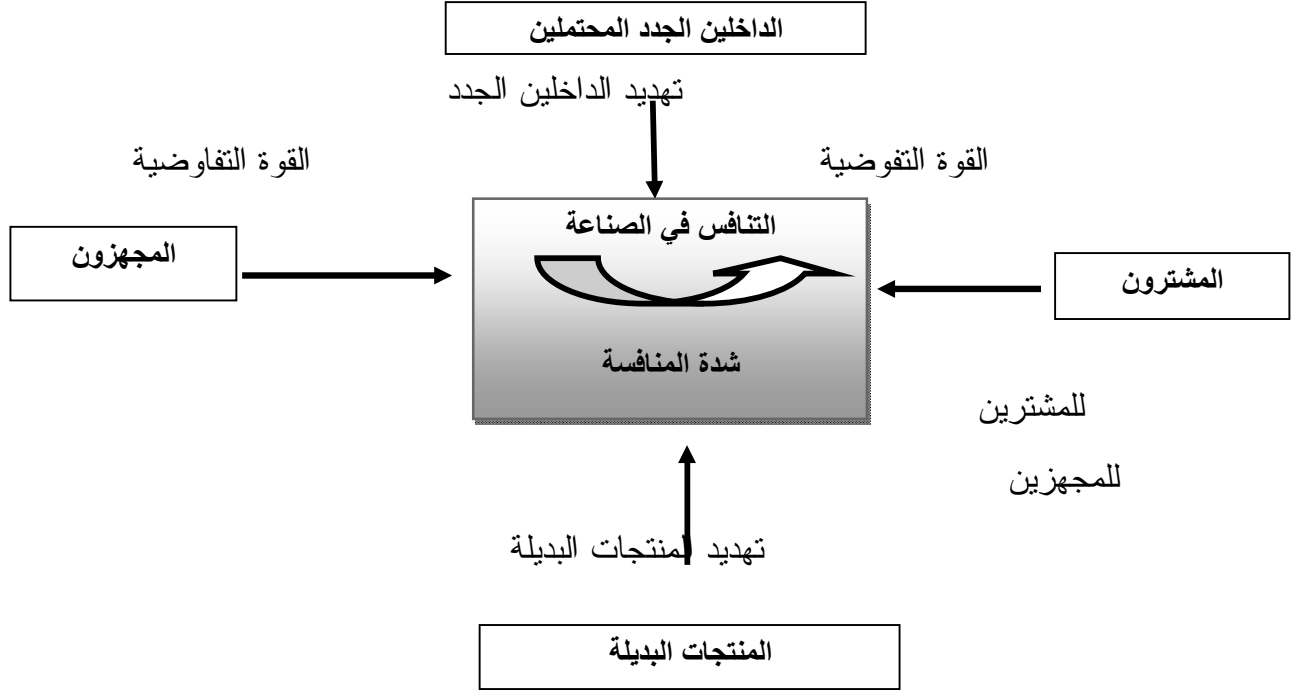 الداخلين الجدد المحتملين
تهديد الداخلين الجدد
القوة التفوضية
القوة التفاوضية
التنافس في الصناعة
المجهزون
المشترون
شدة المنافسة
للمشترين
للمجهزين
تهديد المنتجات البديلة
المنتجات البديلة